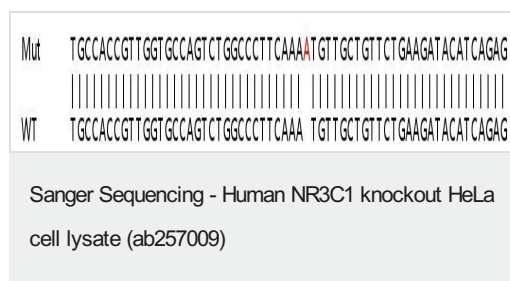 Mut TGCCACCGTTGGTGCCAGTCTGGCCCTTCAAAATGTTGCTGTTCTGAAGATACATCAGAG
WT TGCCACCGTTGGTGCCAGTCTGGCCCTTCAAA TGTTGCTGTTCTGAAGATACATCAGAG
Sanger Sequencing - Human NR3C1 knockout HeLa
cell lysate (ab257009)